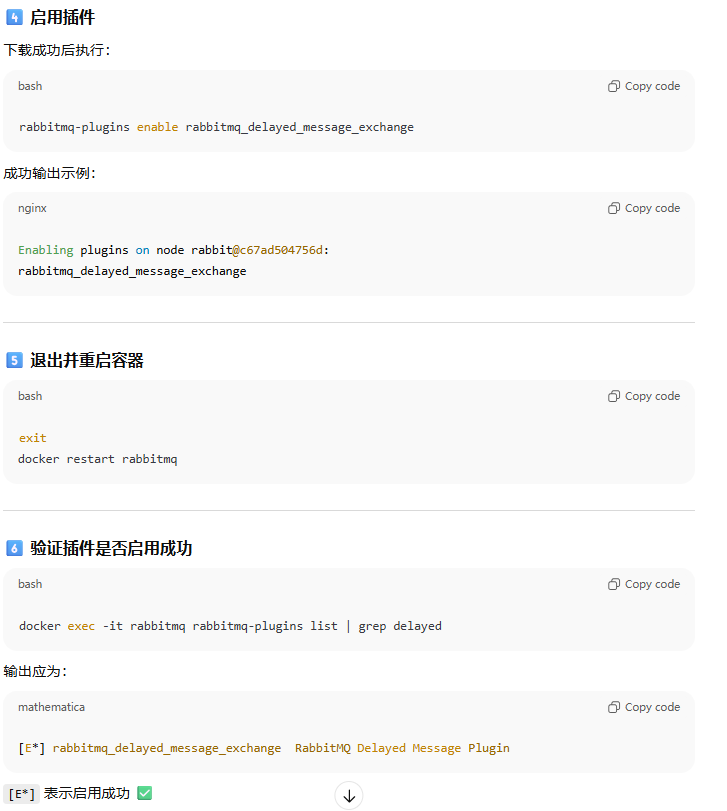 4 启用插件
下载成功后执行：
bash
Copy code
rabbitmq-plugins enable rabbitmq_delayed_message_exchange
成功输出示例：
nginx
Copy code
Enabling plugins on node rabbit@c67ad504756d:
rabbitmq_delayed_message_exchange
5 退出并重启容器
bash
Copy code
exit
docker restart rabbitmq
6 验证插件是否启用成功
bash
Copy code
docker exec -it rabbitmq rabbitmq-plugins list | grep delayed
输出应为：
mathematica
Copy code
[E*] rabbitmq_delayed_message_exchange  RabbitMQ Delayed Message Plugin
[E*] 表示启用成功 ✅